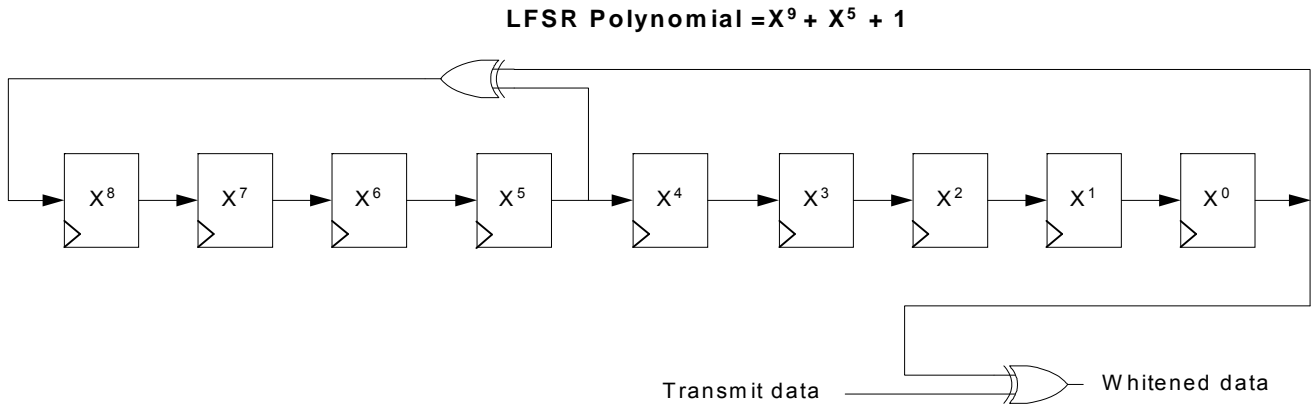 LFSR Polynomial =X⁹ + X⁵ + 1
X⁸ X⁷ X⁶ X⁵ X⁴ X³ X² X¹ X⁰
Transmit data
Whitened data